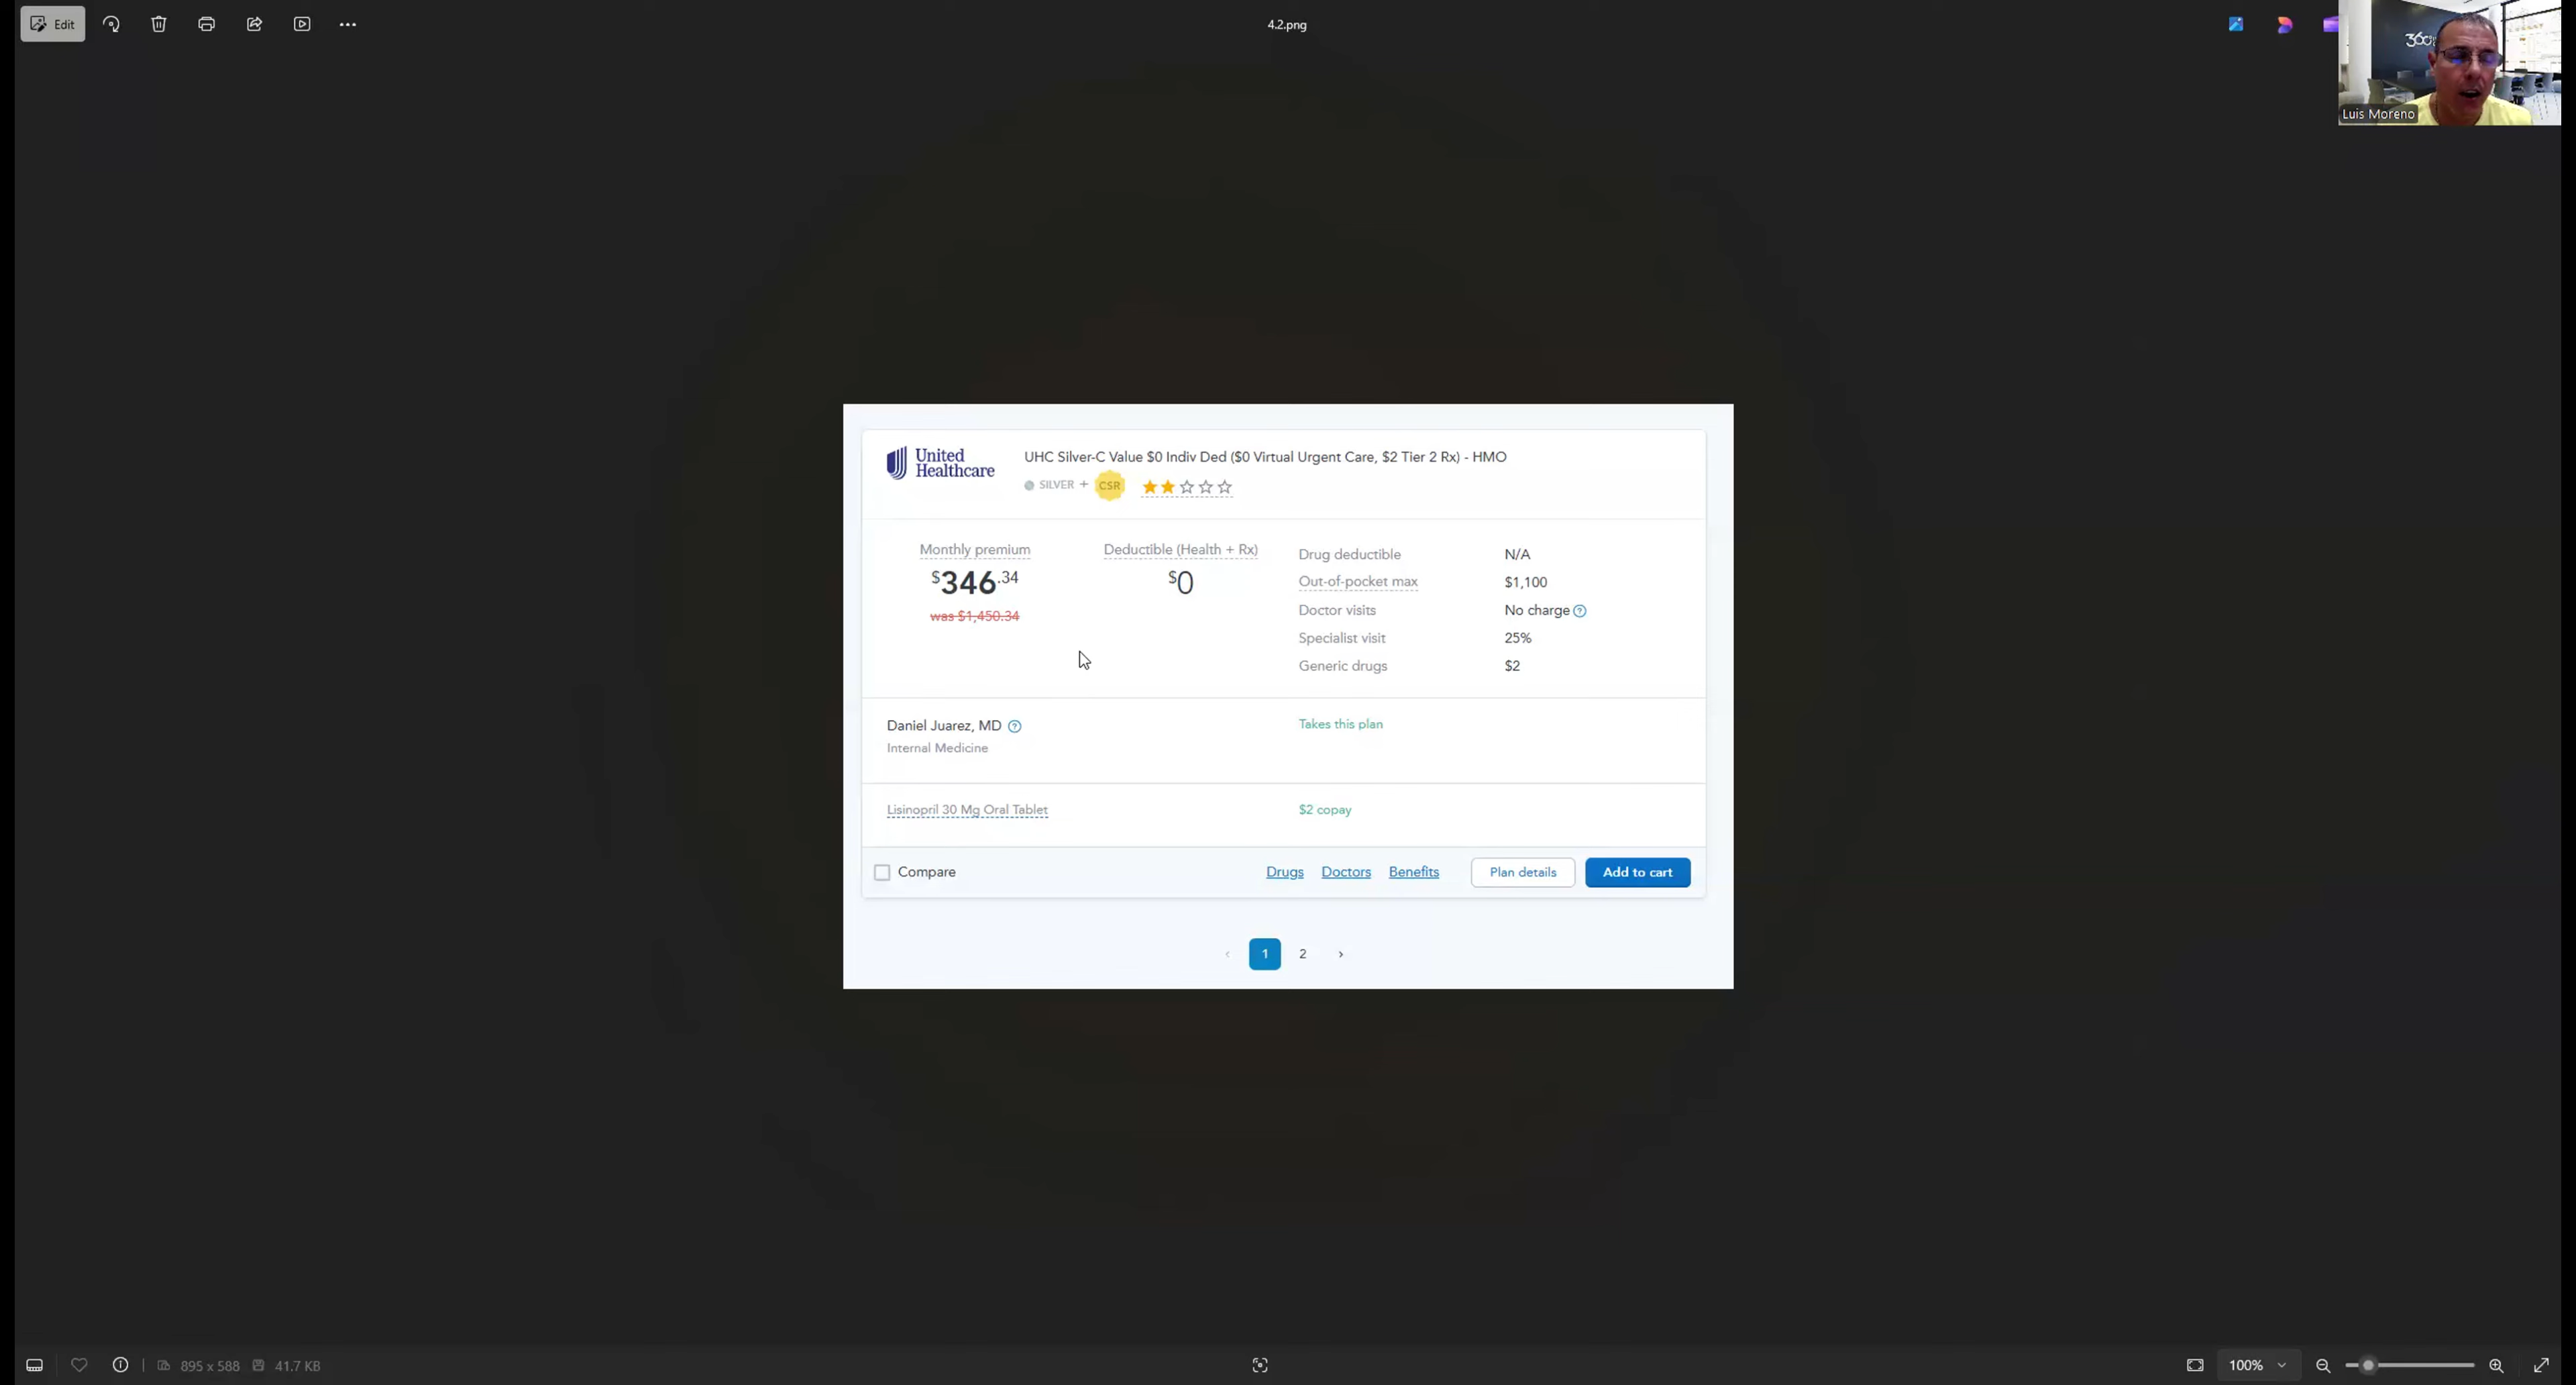 Edit
4.2.png
Luis Moreno
United
Healthcare
UHC Silver-C Value $0 Indiv Ded ($0 Virtual Urgent Care, $2 Tier 2 Rx) - HMO
SILVER + CSR
Monthly premium
$346.34
was $1,450.34
Deductible (Health + Rx)
$0
Drug deductible N/A
Out-of-pocket max $1,100
Doctor visits No charge
Specialist visit 25%
Generic drugs $2
Daniel Juarez, MD
Internal Medicine
Takes this plan
Lisinopril 30 Mg Oral Tablet
$2 copay
Compare
Drugs Doctors Benefits Plan details Add to cart
1 2
895 x 588 41.7 KB
100%